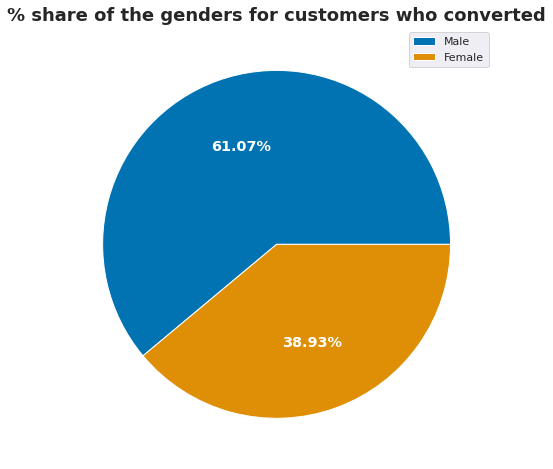 % share of the genders for customers who converted
Male
Female
61.07%
38.93%